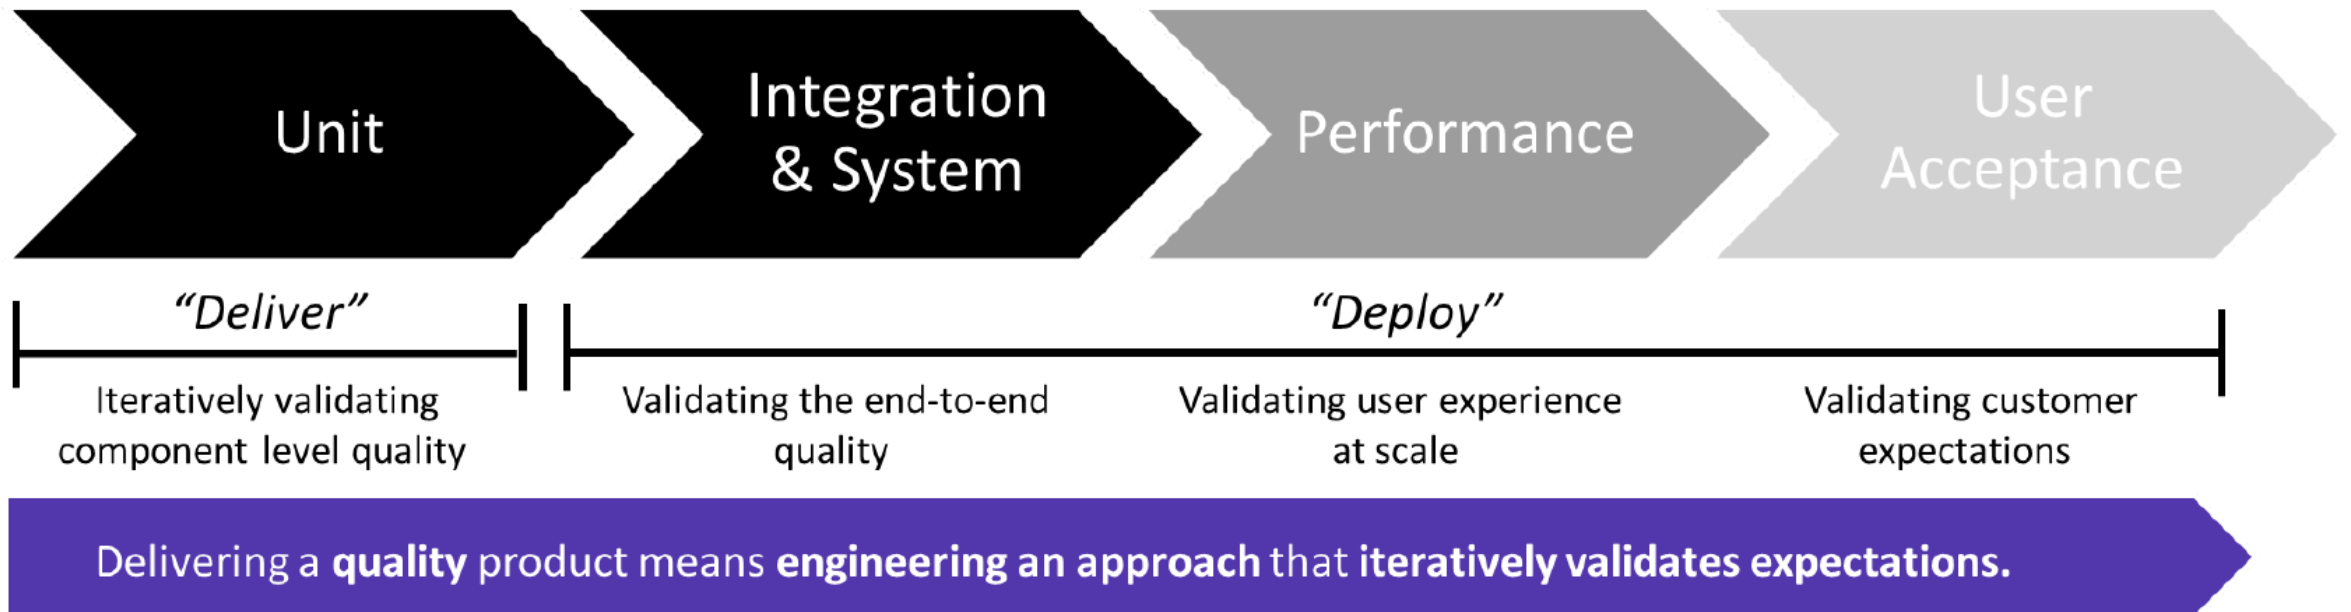 Unit
Integration
& System
Performance
User
Acceptance
“Deliver”
“Deploy”
Iteratively validating
component level quality
Validating the end-to-end
quality
Validating user experience
at scale
Validating customer
expectations
Delivering a quality product means engineering an approach that iteratively validates expectations.